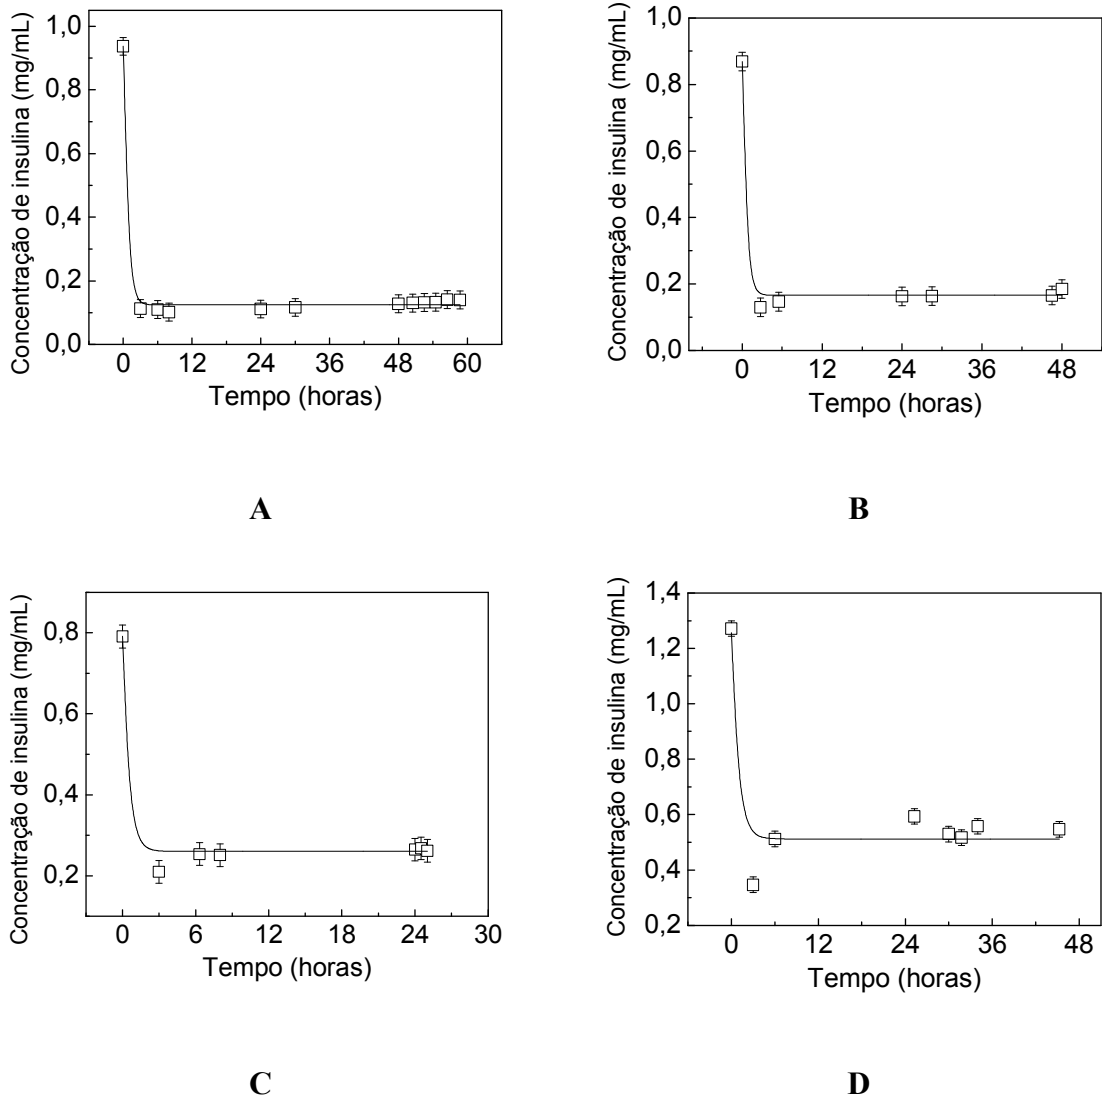 Concentração de insulina (mg/mL)
1,0
0,8
0,6
0,4
0,2
0,0
0 12 24 36 48 60
Tempo (horas)
A
Concentração de insulina (mg/mL)
1,0
0,8
0,6
0,4
0,2
0,0
0 12 24 36 48
Tempo (horas)
B
Concentração de insulina (mg/mL)
0,8
0,6
0,4
0,2
0 6 12 18 24 30
Tempo (horas)
C
Concentração de insulina (mg/mL)
1,4
1,2
1,0
0,8
0,6
0,4
0,2
0 12 24 36 48
Tempo (horas)
D